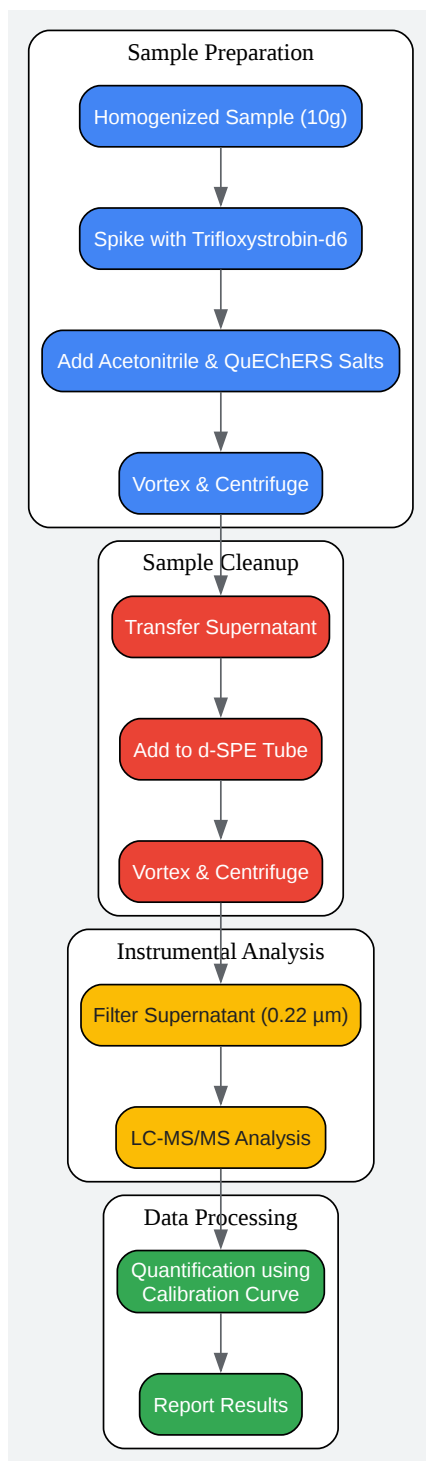 Sample Preparation
Homogenized Sample (10g)
Spike with Trifloxystrobin-d6
Add Acetonitrile & QuEChERS Salts
Vortex & Centrifuge
Sample Cleanup
Transfer Supernatant
Add to d-SPE Tube
Vortex & Centrifuge
Instrumental Analysis
Filter Supernatant (0.22 µm)
LC-MS/MS Analysis
Data Processing
Quantification using
Calibration Curve
Report Results